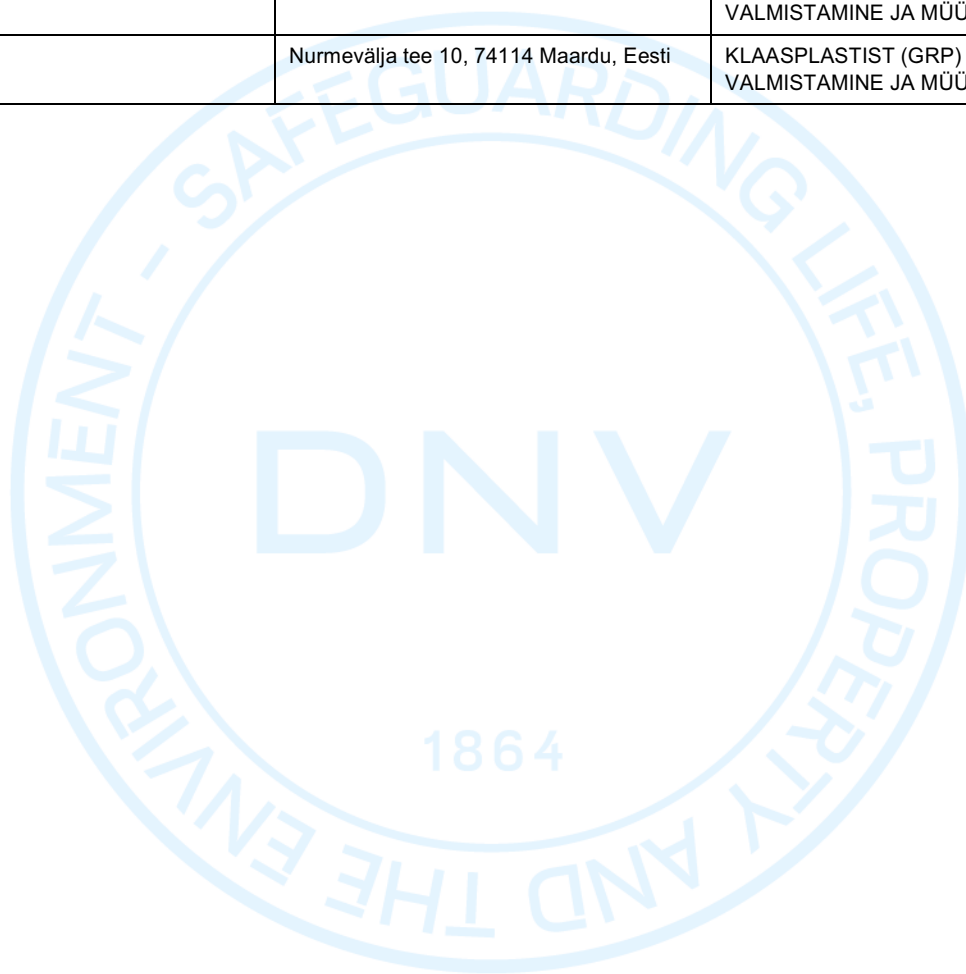 VALMISTAMINE JA MÜÜ
Nurmevälja tee 10, 74114 Maardu, Eesti
KLAASPLASTIST (GRP)
VALMISTAMINE JA MÜÜ
SAFEGUARDING LIFE, PROPERTY AND THE ENVIRONMENT -
DNV
1864